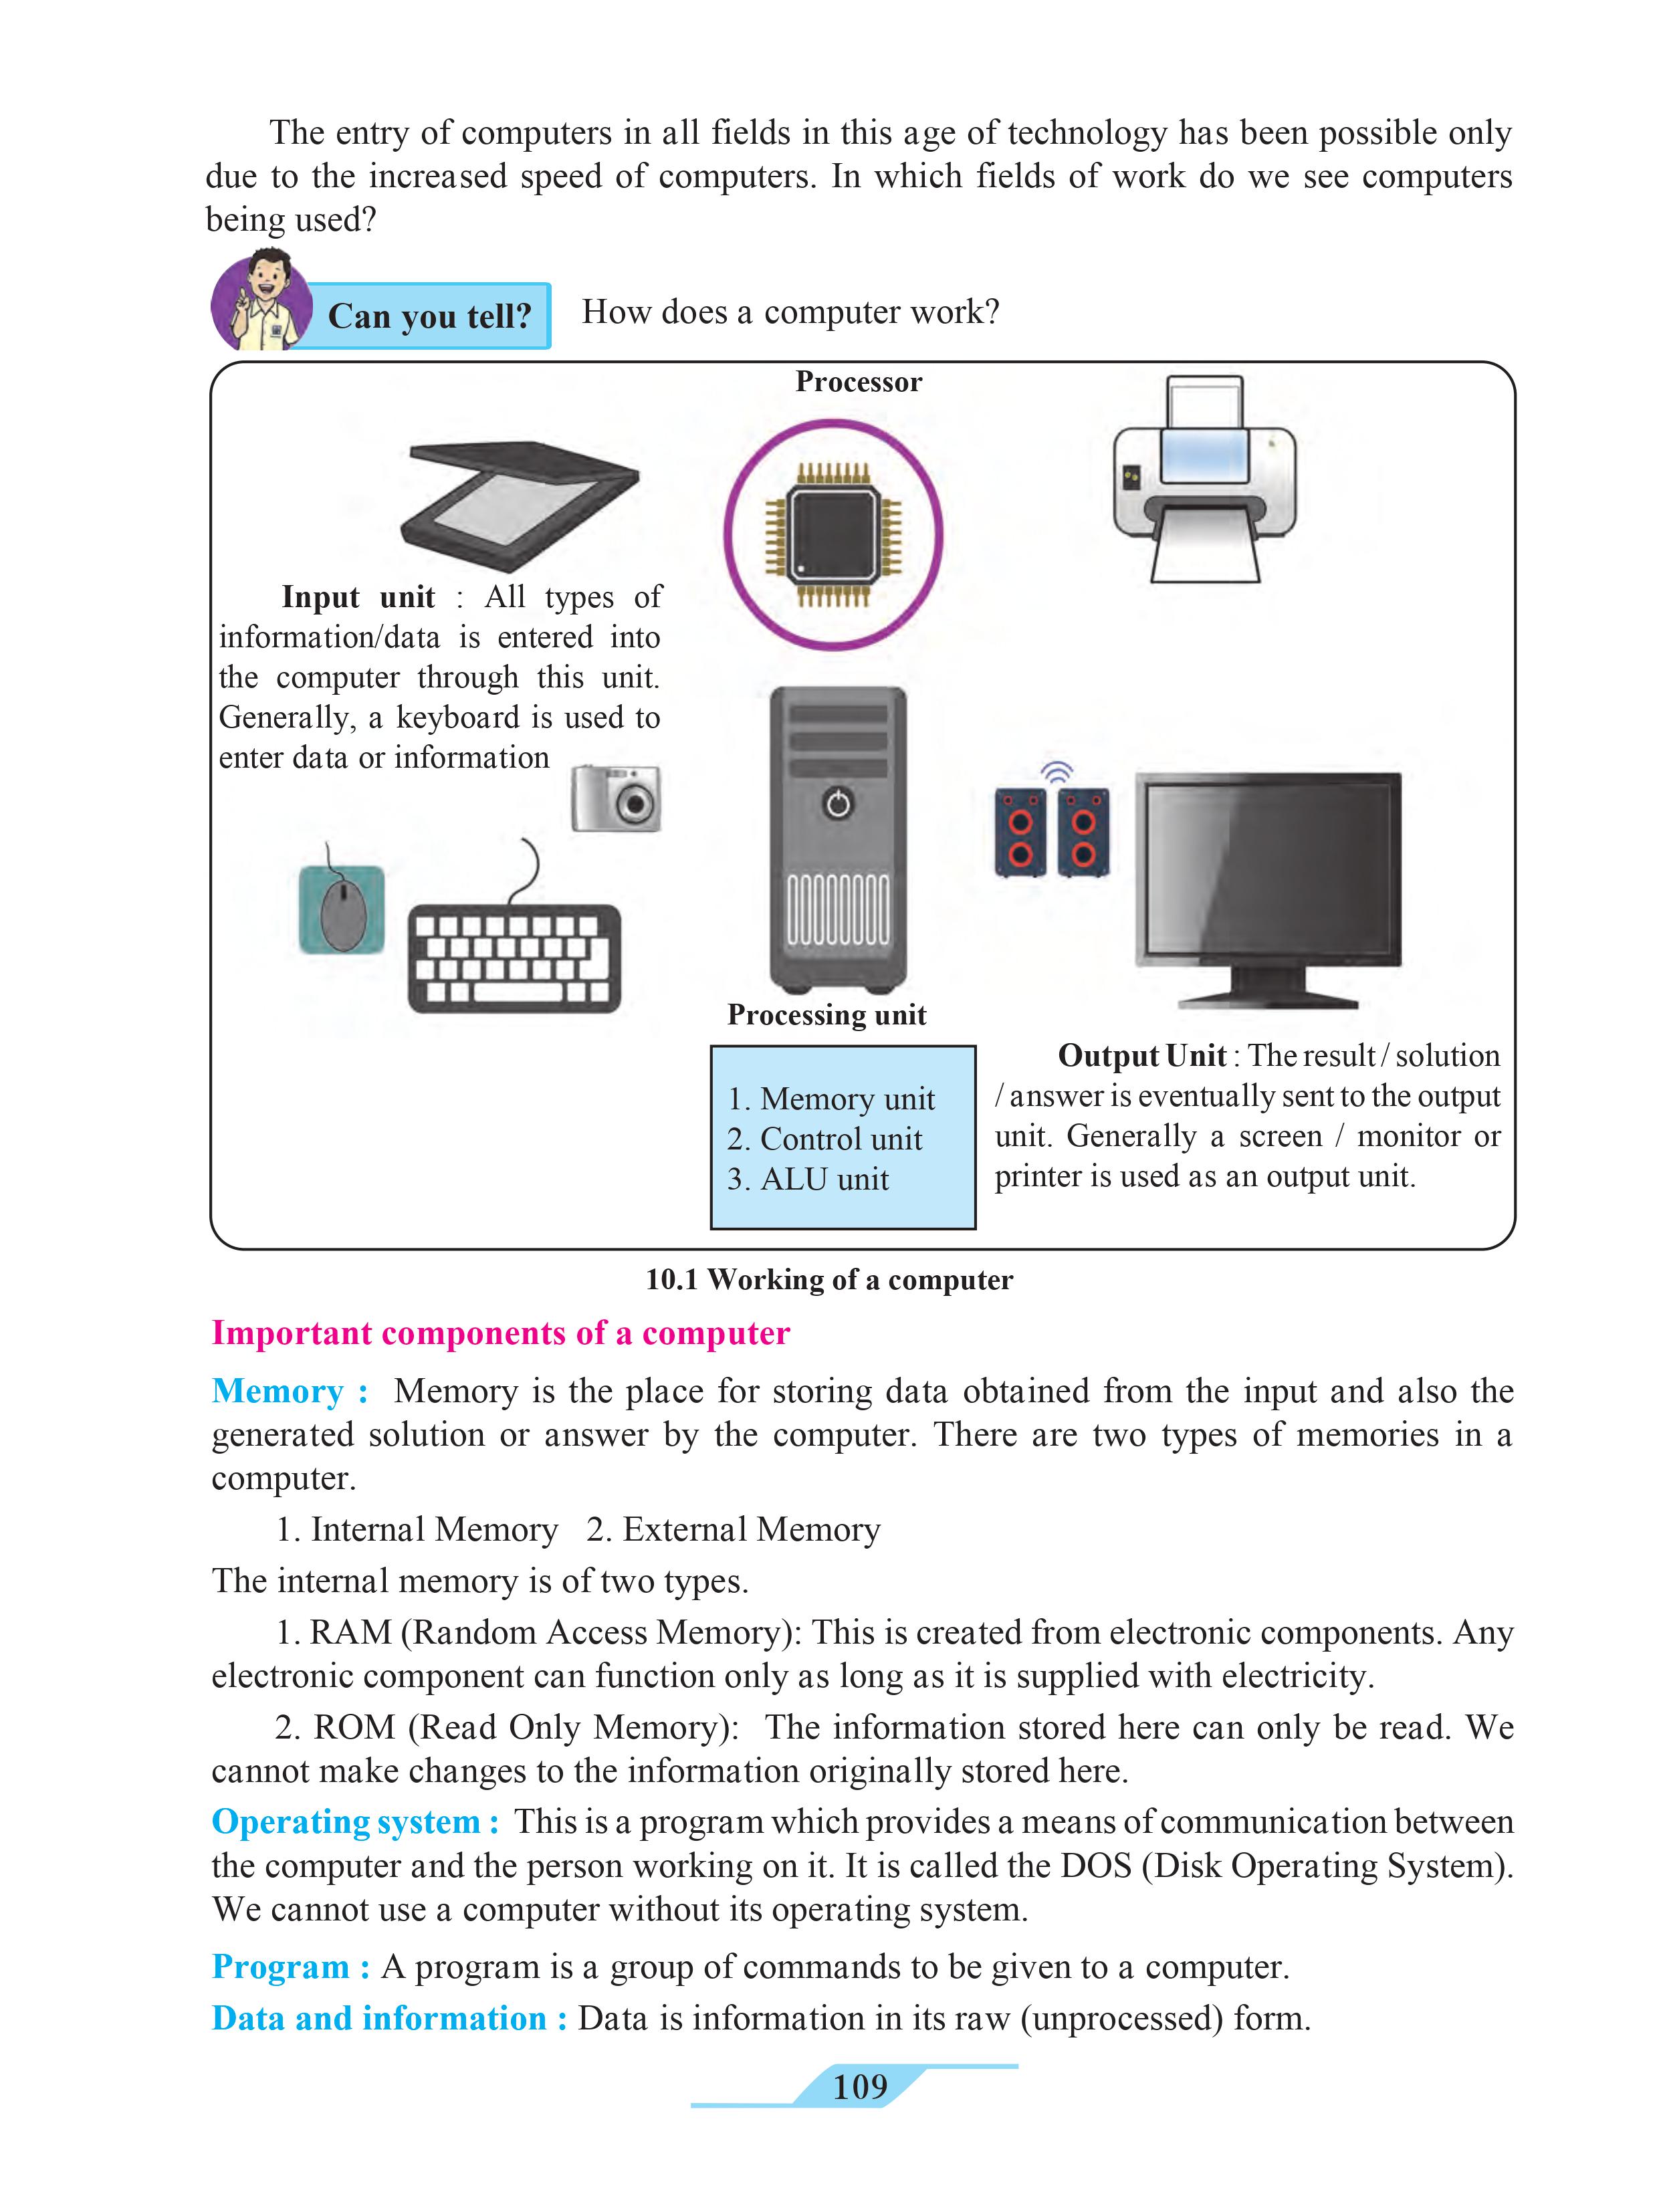 The entry of computers in all fields in this age of technology has been possible only
due to the increased speed of computers. In which fields of work do we see computers
being used?
Can you tell?
How does a computer work?
Processor
Input unit : All types of
information/data is entered into
the computer through this unit.
Generally, a keyboard is used to
enter data or information
Processing unit
1. Memory unit
2. Control unit
3. ALU unit
Output Unit : The result / solution
/ answer is eventually sent to the output
unit. Generally a screen / monitor or
printer is used as an output unit.
10.1 Working of a computer
Important components of a computer
Memory : Memory is the place for storing data obtained from the input and also the
generated solution or answer by the computer. There are two types of memories in a
computer.
1. Internal Memory 2. External Memory
The internal memory is of two types.
1. RAM (Random Access Memory): This is created from electronic components. Any
electronic component can function only as long as it is supplied with electricity.
2. ROM (Read Only Memory): The information stored here can only be read. We
cannot make changes to the information originally stored here.
Operating system : This is a program which provides a means of communication between
the computer and the person working on it. It is called the DOS (Disk Operating System).
We cannot use a computer without its operating system.
Program : A program is a group of commands to be given to a computer.
Data and information : Data is information in its raw (unprocessed) form.
109